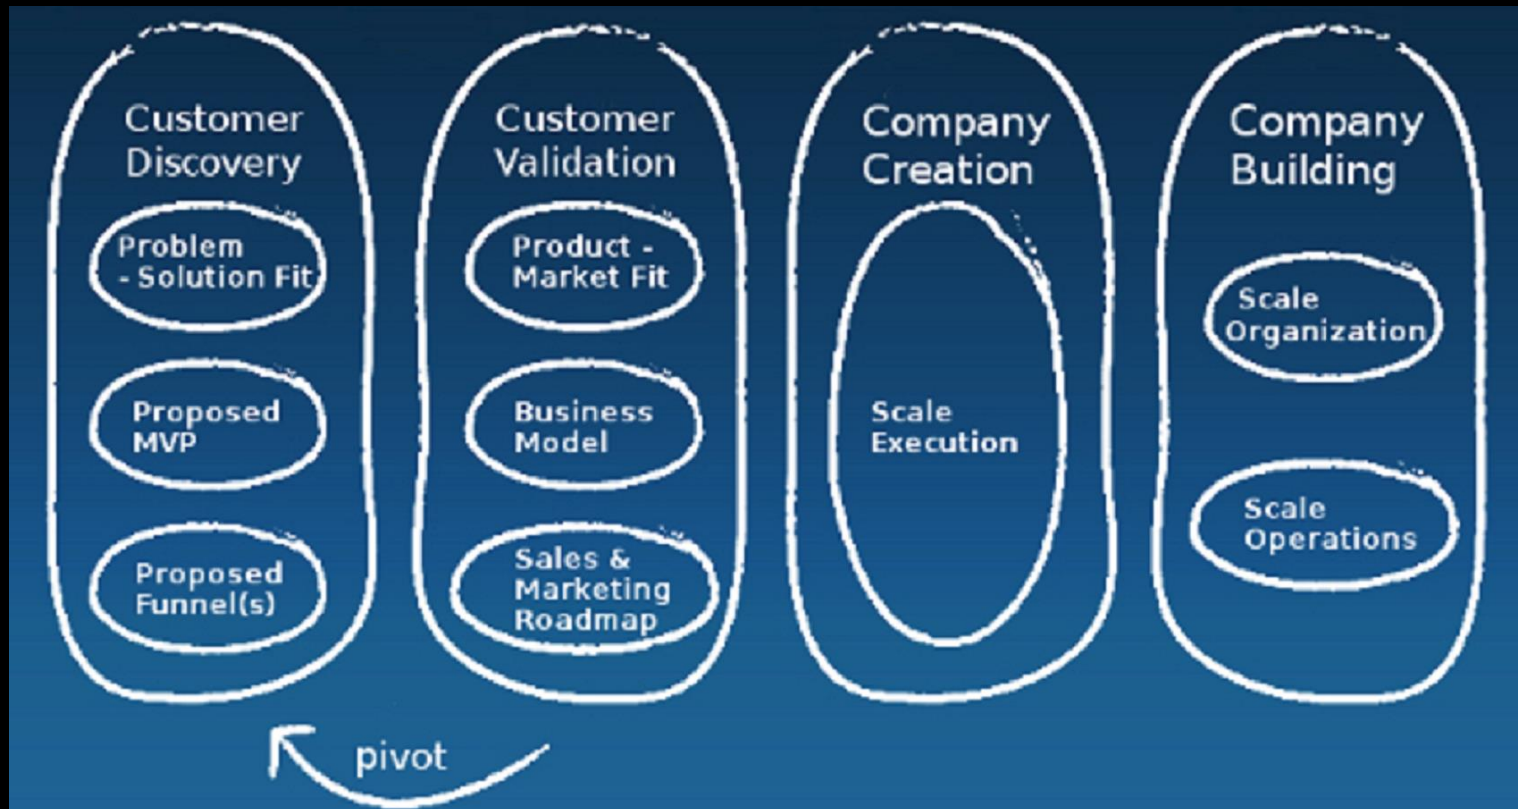 Customer
Discovery
Problem
- Solution Fit
Proposed
MVP
Proposed
Funnel(s)
Customer
Validation
Product -
Market Fit
Business
Model
Sales &
Marketing
Roadmap
Company
Creation
Scale
Execution
Company
Building
Scale
Organization
Scale
Operations
pivot